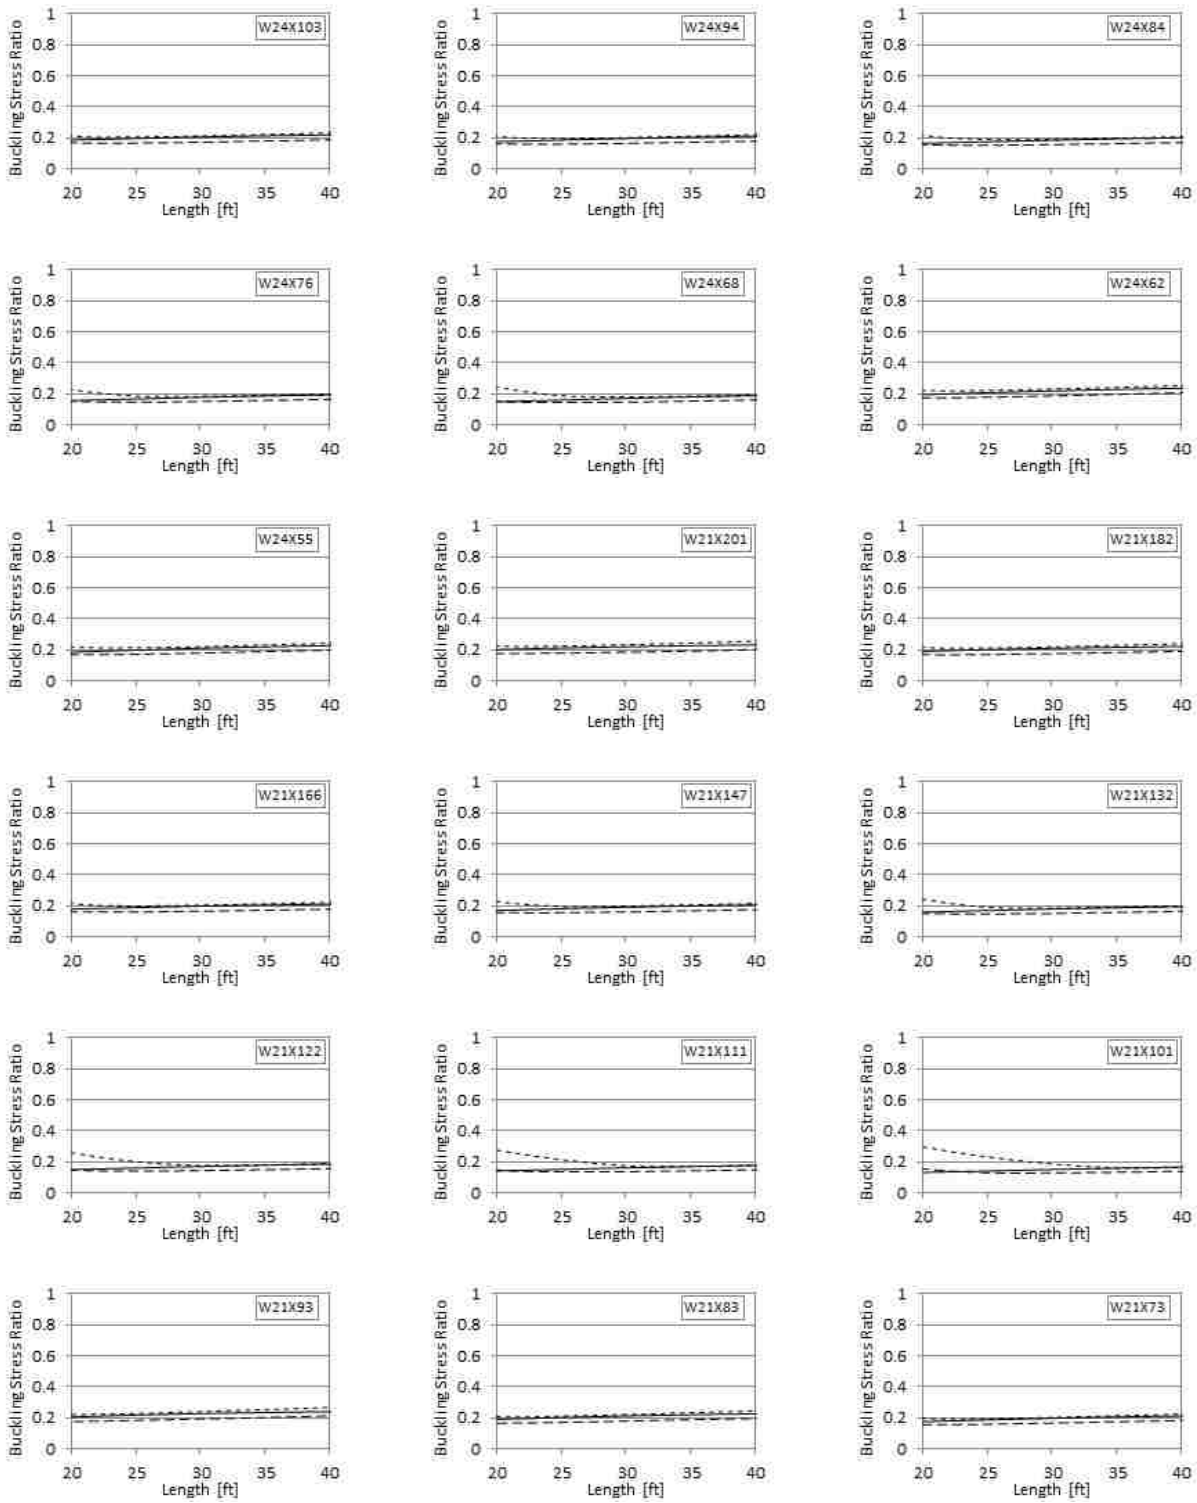 W24X103
Buckling Stress Ratio
1
0.8
0.6
0.4
0.2
0
20 25 30 35 40
Length [ft]
W24X94
Buckling Stress Ratio
1
0.8
0.6
0.4
0.2
0
20 25 30 35 40
Length [ft]
W24X84
Buckling Stress Ratio
1
0.8
0.6
0.4
0.2
0
20 25 30 35 40
Length [ft]
W24X76
Buckling Stress Ratio
1
0.8
0.6
0.4
0.2
0
20 25 30 35 40
Length [ft]
W24X68
Buckling Stress Ratio
1
0.8
0.6
0.4
0.2
0
20 25 30 35 40
Length [ft]
W24X62
Buckling Stress Ratio
1
0.8
0.6
0.4
0.2
0
20 25 30 35 40
Length [ft]
W24X55
Buckling Stress Ratio
1
0.8
0.6
0.4
0.2
0
20 25 30 35 40
Length [ft]
W21X201
Buckling Stress Ratio
1
0.8
0.6
0.4
0.2
0
20 25 30 35 40
Length [ft]
W21X182
Buckling Stress Ratio
1
0.8
0.6
0.4
0.2
0
20 25 30 35 40
Length [ft]
W21X166
Buckling Stress Ratio
1
0.8
0.6
0.4
0.2
0
20 25 30 35 40
Length [ft]
W21X147
Buckling Stress Ratio
1
0.8
0.6
0.4
0.2
0
20 25 30 35 40
Length [ft]
W21X132
Buckling Stress Ratio
1
0.8
0.6
0.4
0.2
0
20 25 30 35 40
Length [ft]
W21X122
Buckling Stress Ratio
1
0.8
0.6
0.4
0.2
0
20 25 30 35 40
Length [ft]
W21X111
Buckling Stress Ratio
1
0.8
0.6
0.4
0.2
0
20 25 30 35 40
Length [ft]
W21X101
Buckling Stress Ratio
1
0.8
0.6
0.4
0.2
0
20 25 30 35 40
Length [ft]
W21X93
Buckling Stress Ratio
1
0.8
0.6
0.4
0.2
0
20 25 30 35 40
Length [ft]
W21X83
Buckling Stress Ratio
1
0.8
0.6
0.4
0.2
0
20 25 30 35 40
Length [ft]
W21X73
Buckling Stress Ratio
1
0.8
0.6
0.4
0.2
0
20 25 30 35 40
Length [ft]